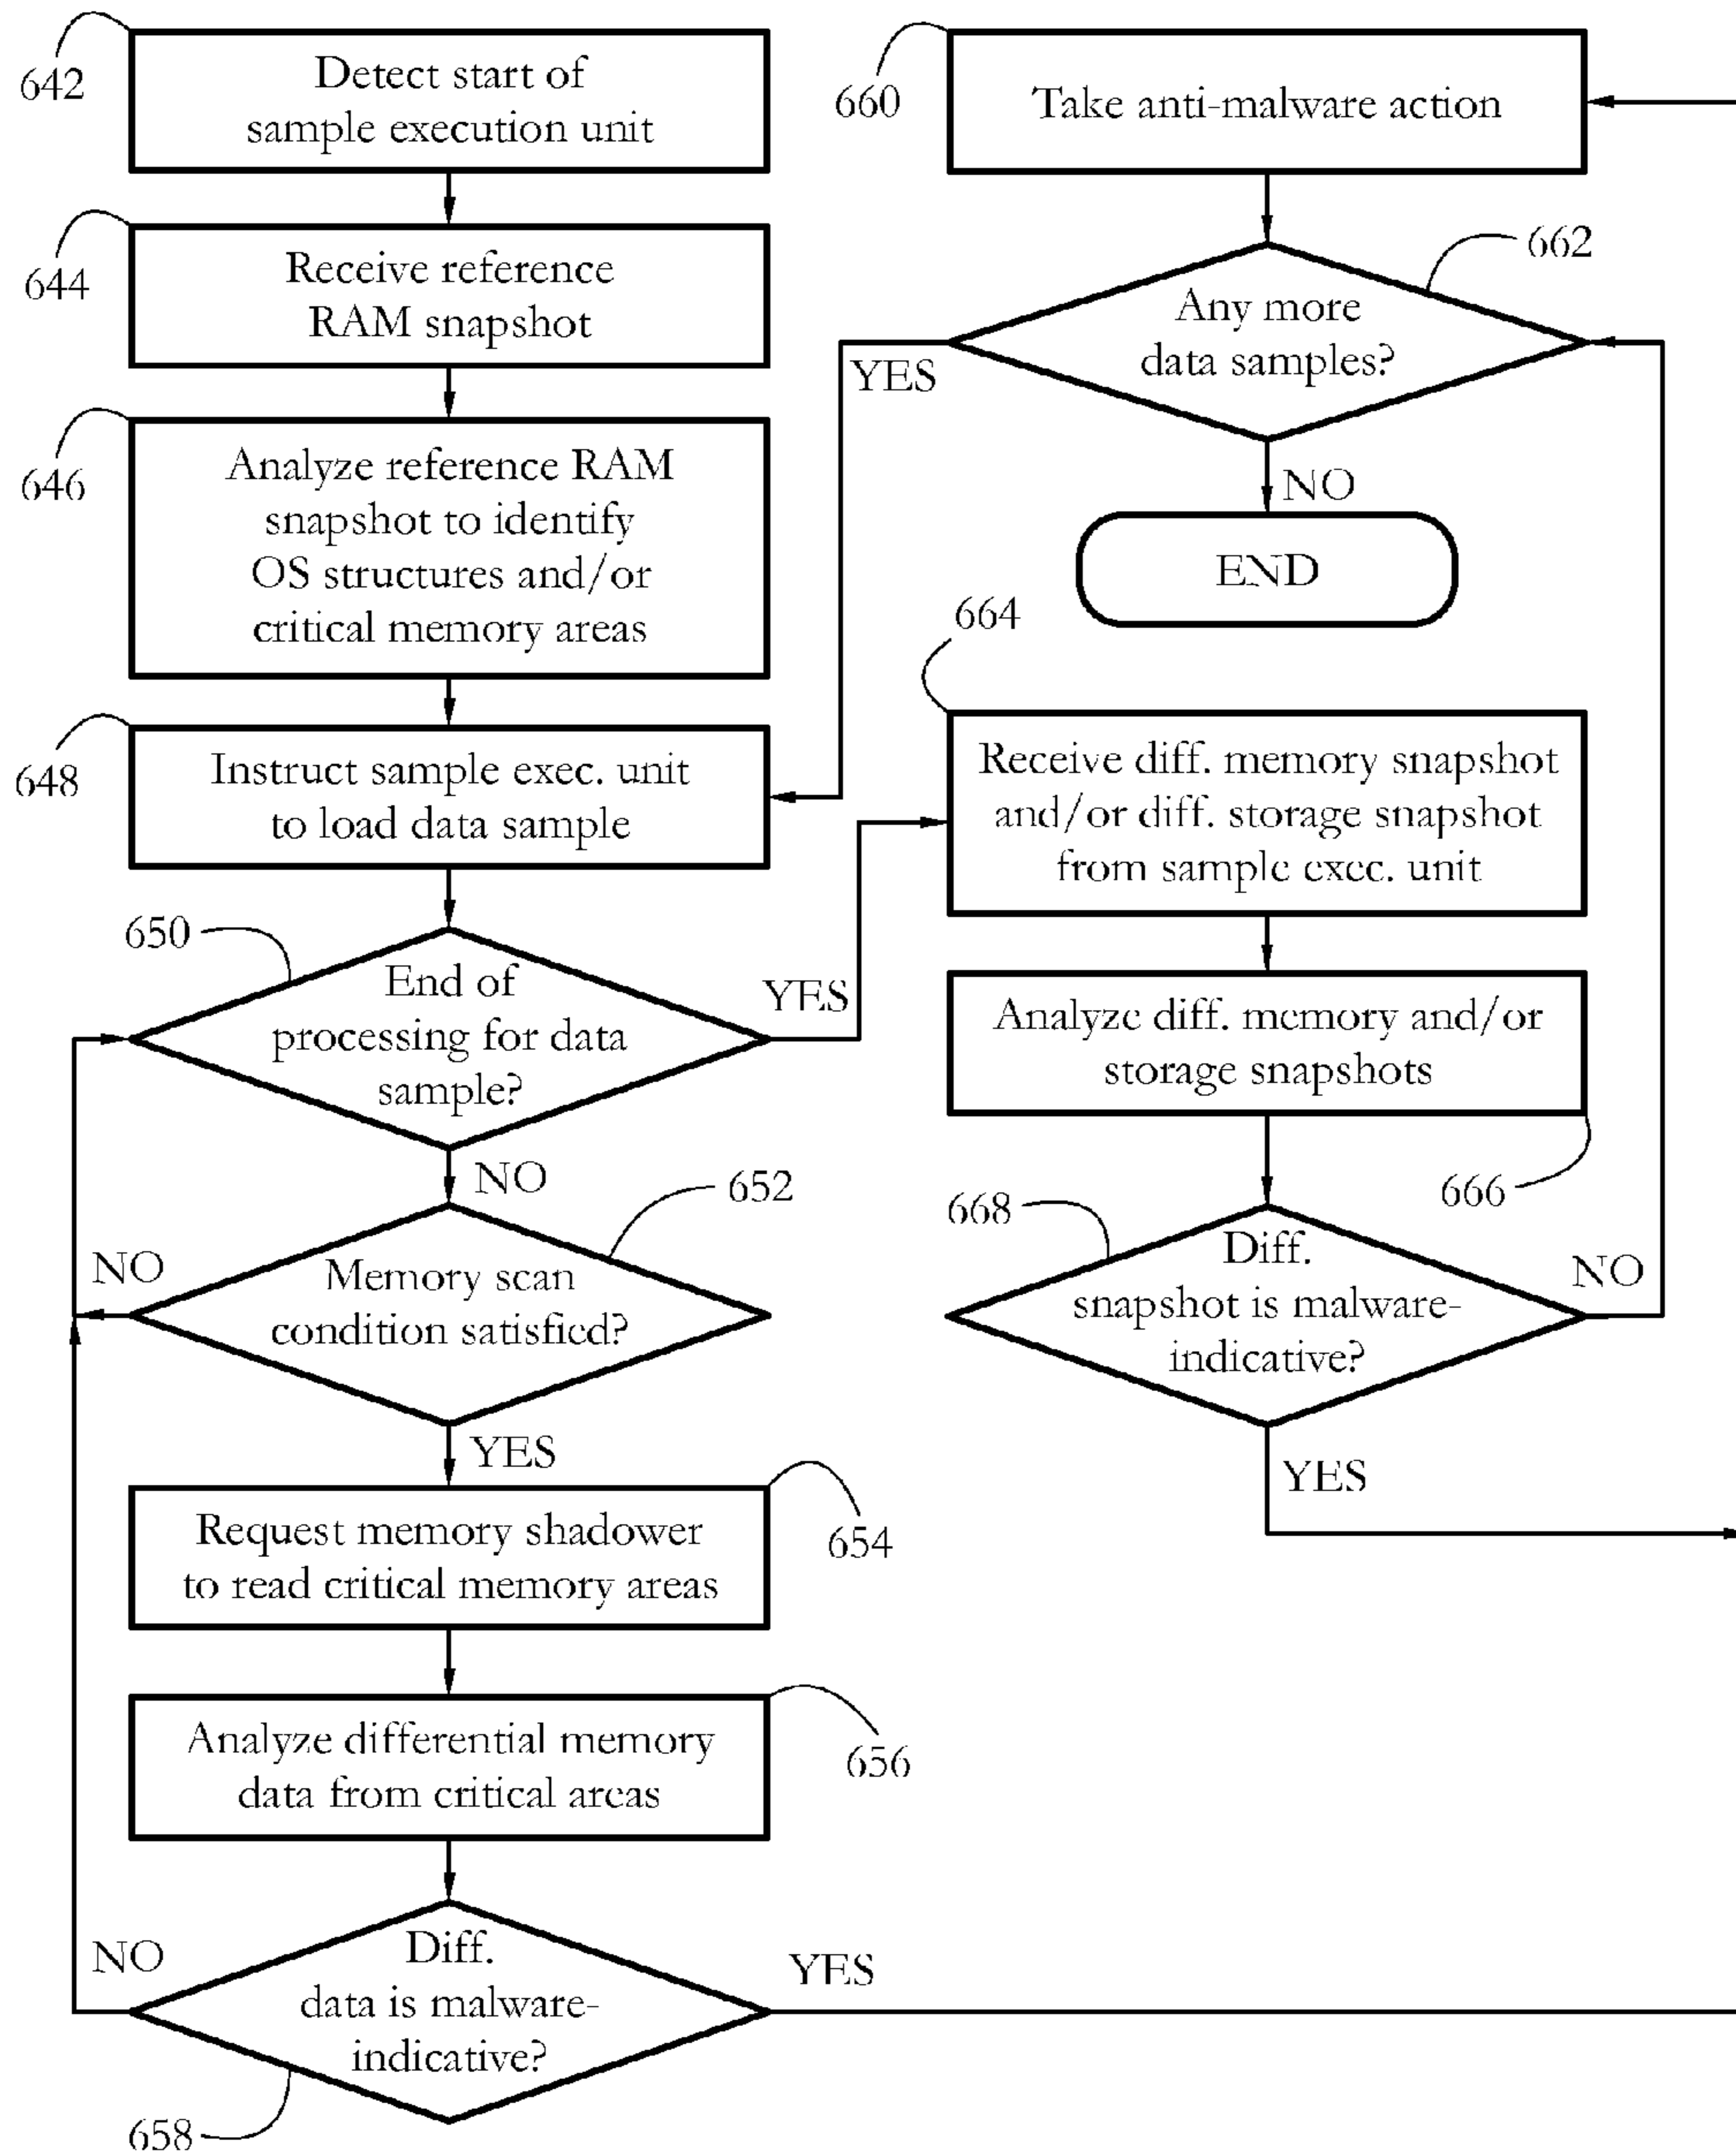 642
Detect start of
sample execution unit
644
Receive reference
RAM snapshot
646
Analyze reference RAM
snapshot to identify
OS structures and/or
critical memory areas
648
Instruct sample exec. unit
to load data sample
650
End of
processing for data
sample?
YES
NO
652
Memory scan
condition satisfied?
NO
YES
654
Request memory shadower
to read critical memory areas
656
Analyze differential memory
data from critical areas
658
Diff.
data is malware-
indicative?
NO
YES
660
Take anti-malware action
662
Any more
data samples?
YES
NO
END
664
Receive diff. memory snapshot
and/or diff. storage snapshot
from sample exec. unit
Analyze diff. memory and/or
storage snapshots
666
668
Diff.
snapshot is malware-
indicative?
NO
YES